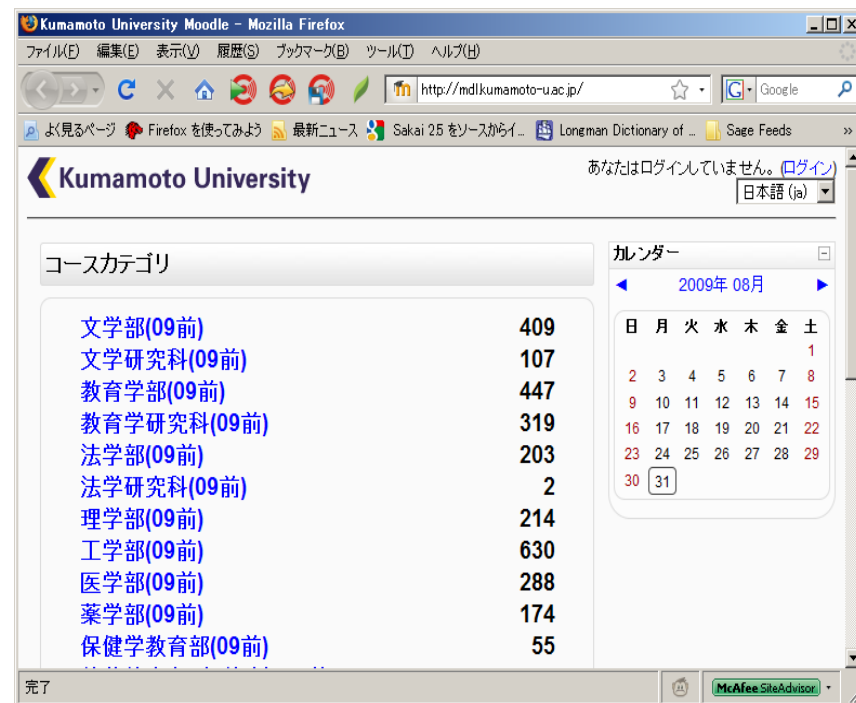 Kumamoto University Moodle - Mozilla Firefox
ファイル(F) 編集(E) 表示(V) 履歴(S) ブックマーク(B) ツール(T) ヘルプ(H)
http://mdl.kumamoto-u.ac.jp/
Google
よく見るページ Firefox を使ってみよう 最新ニュース Sakai 2.5 をソースからイ... Longman Dictionary of ... Sage Feeds »
Kumamoto University
あなたはログインしていません。(ログイン)
日本語 (ja)
コースカテゴリ
文学部(09前) 409
文学研究科(09前) 107
教育学部(09前) 447
教育学研究科(09前) 319
法学部(09前) 203
法学研究科(09前) 2
理学部(09前) 214
工学部(09前) 630
医学部(09前) 288
薬学部(09前) 174
保健学教育部(09前) 55
カレンダー
2009年 08月
日 月 火 水 木 金 土
1
2 3 4 5 6 7 8
9 10 11 12 13 14 15
16 17 18 19 20 21 22
23 24 25 26 27 28 29
30 31
完了
McAfee SiteAdvisor